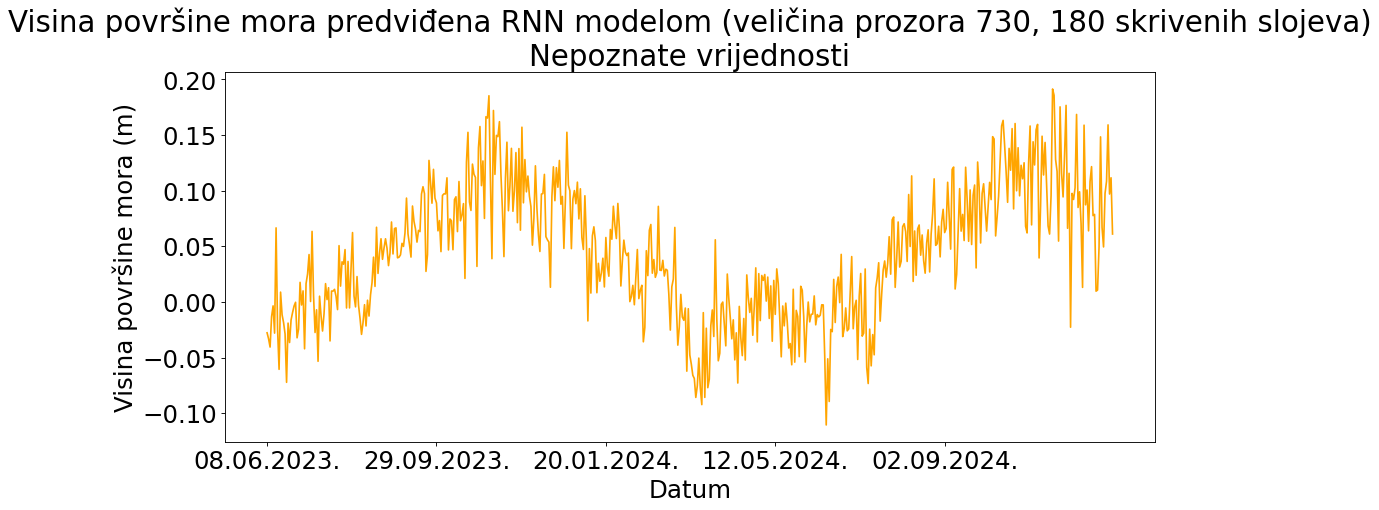 Visina površine mora predviđena RNN modelom (veličina prozora 730, 180 skrivenih slojeva)
Nepoznate vrijednosti
Visina površine mora (m)
0.20
0.15
0.10
0.05
0.00
−0.05
−0.10
08.06.2023. 29.09.2023. 20.01.2024. 12.05.2024. 02.09.2024.
Datum